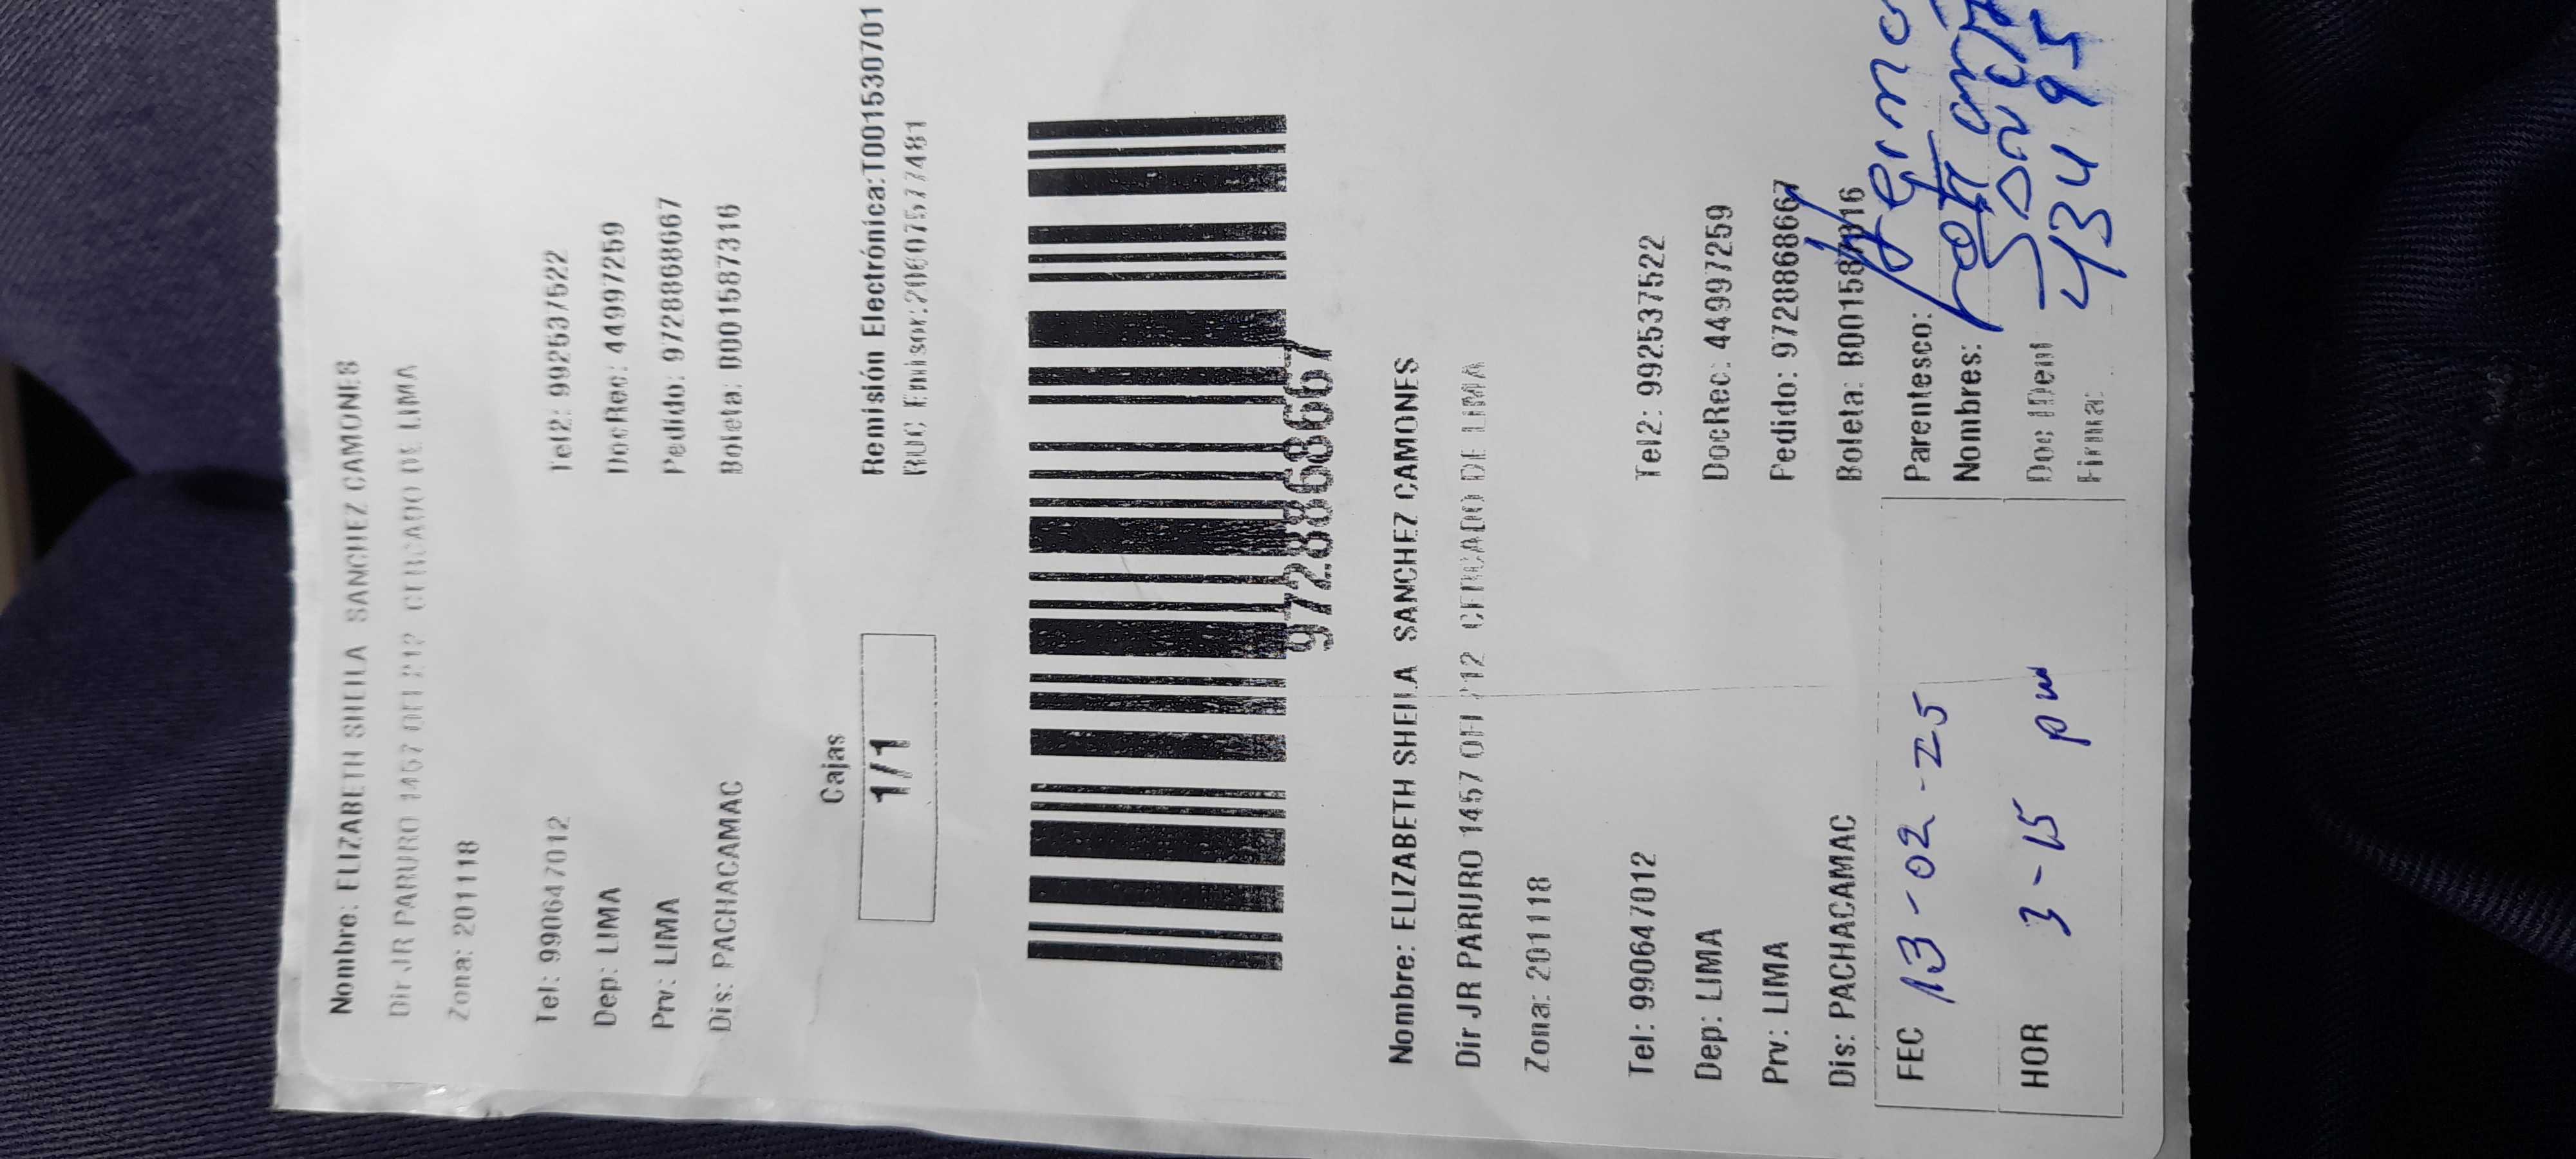 Nombre: ELIZABETH SHEILA SANCHEZ CAMONES
Dir JR PARURO 1457 OFI 212 CERCADO DE LIMA
Zona: 201118
Tel: 990647012 Tel2: 992537522
Dep: LIMA DocRec: 44997259
Prv: LIMA Pedido: 9728868667
Dis: PACHACAMAC Boleta: B001587316
Cajas
1/1
Remisión Electrónica:T001530701
RUC Emisor:20607577481
9728868667
Nombre: ELIZABETH SHEILA SANCHEZ CAMONES
Dir JR PARURO 1457 OFI 212 CERCADO DE LIMA
Zona: 201118
Tel: 990647012 Tel2: 992537522
Dep: LIMA DocRec: 44997259
Prv: LIMA Pedido: 9728868667
Dis: PACHACAMAC Boleta: B001587316
FEC 13-02-25 Parentesco:
Nombres:
HOR 3-15 pm Doc IDent
Firma: 434 95